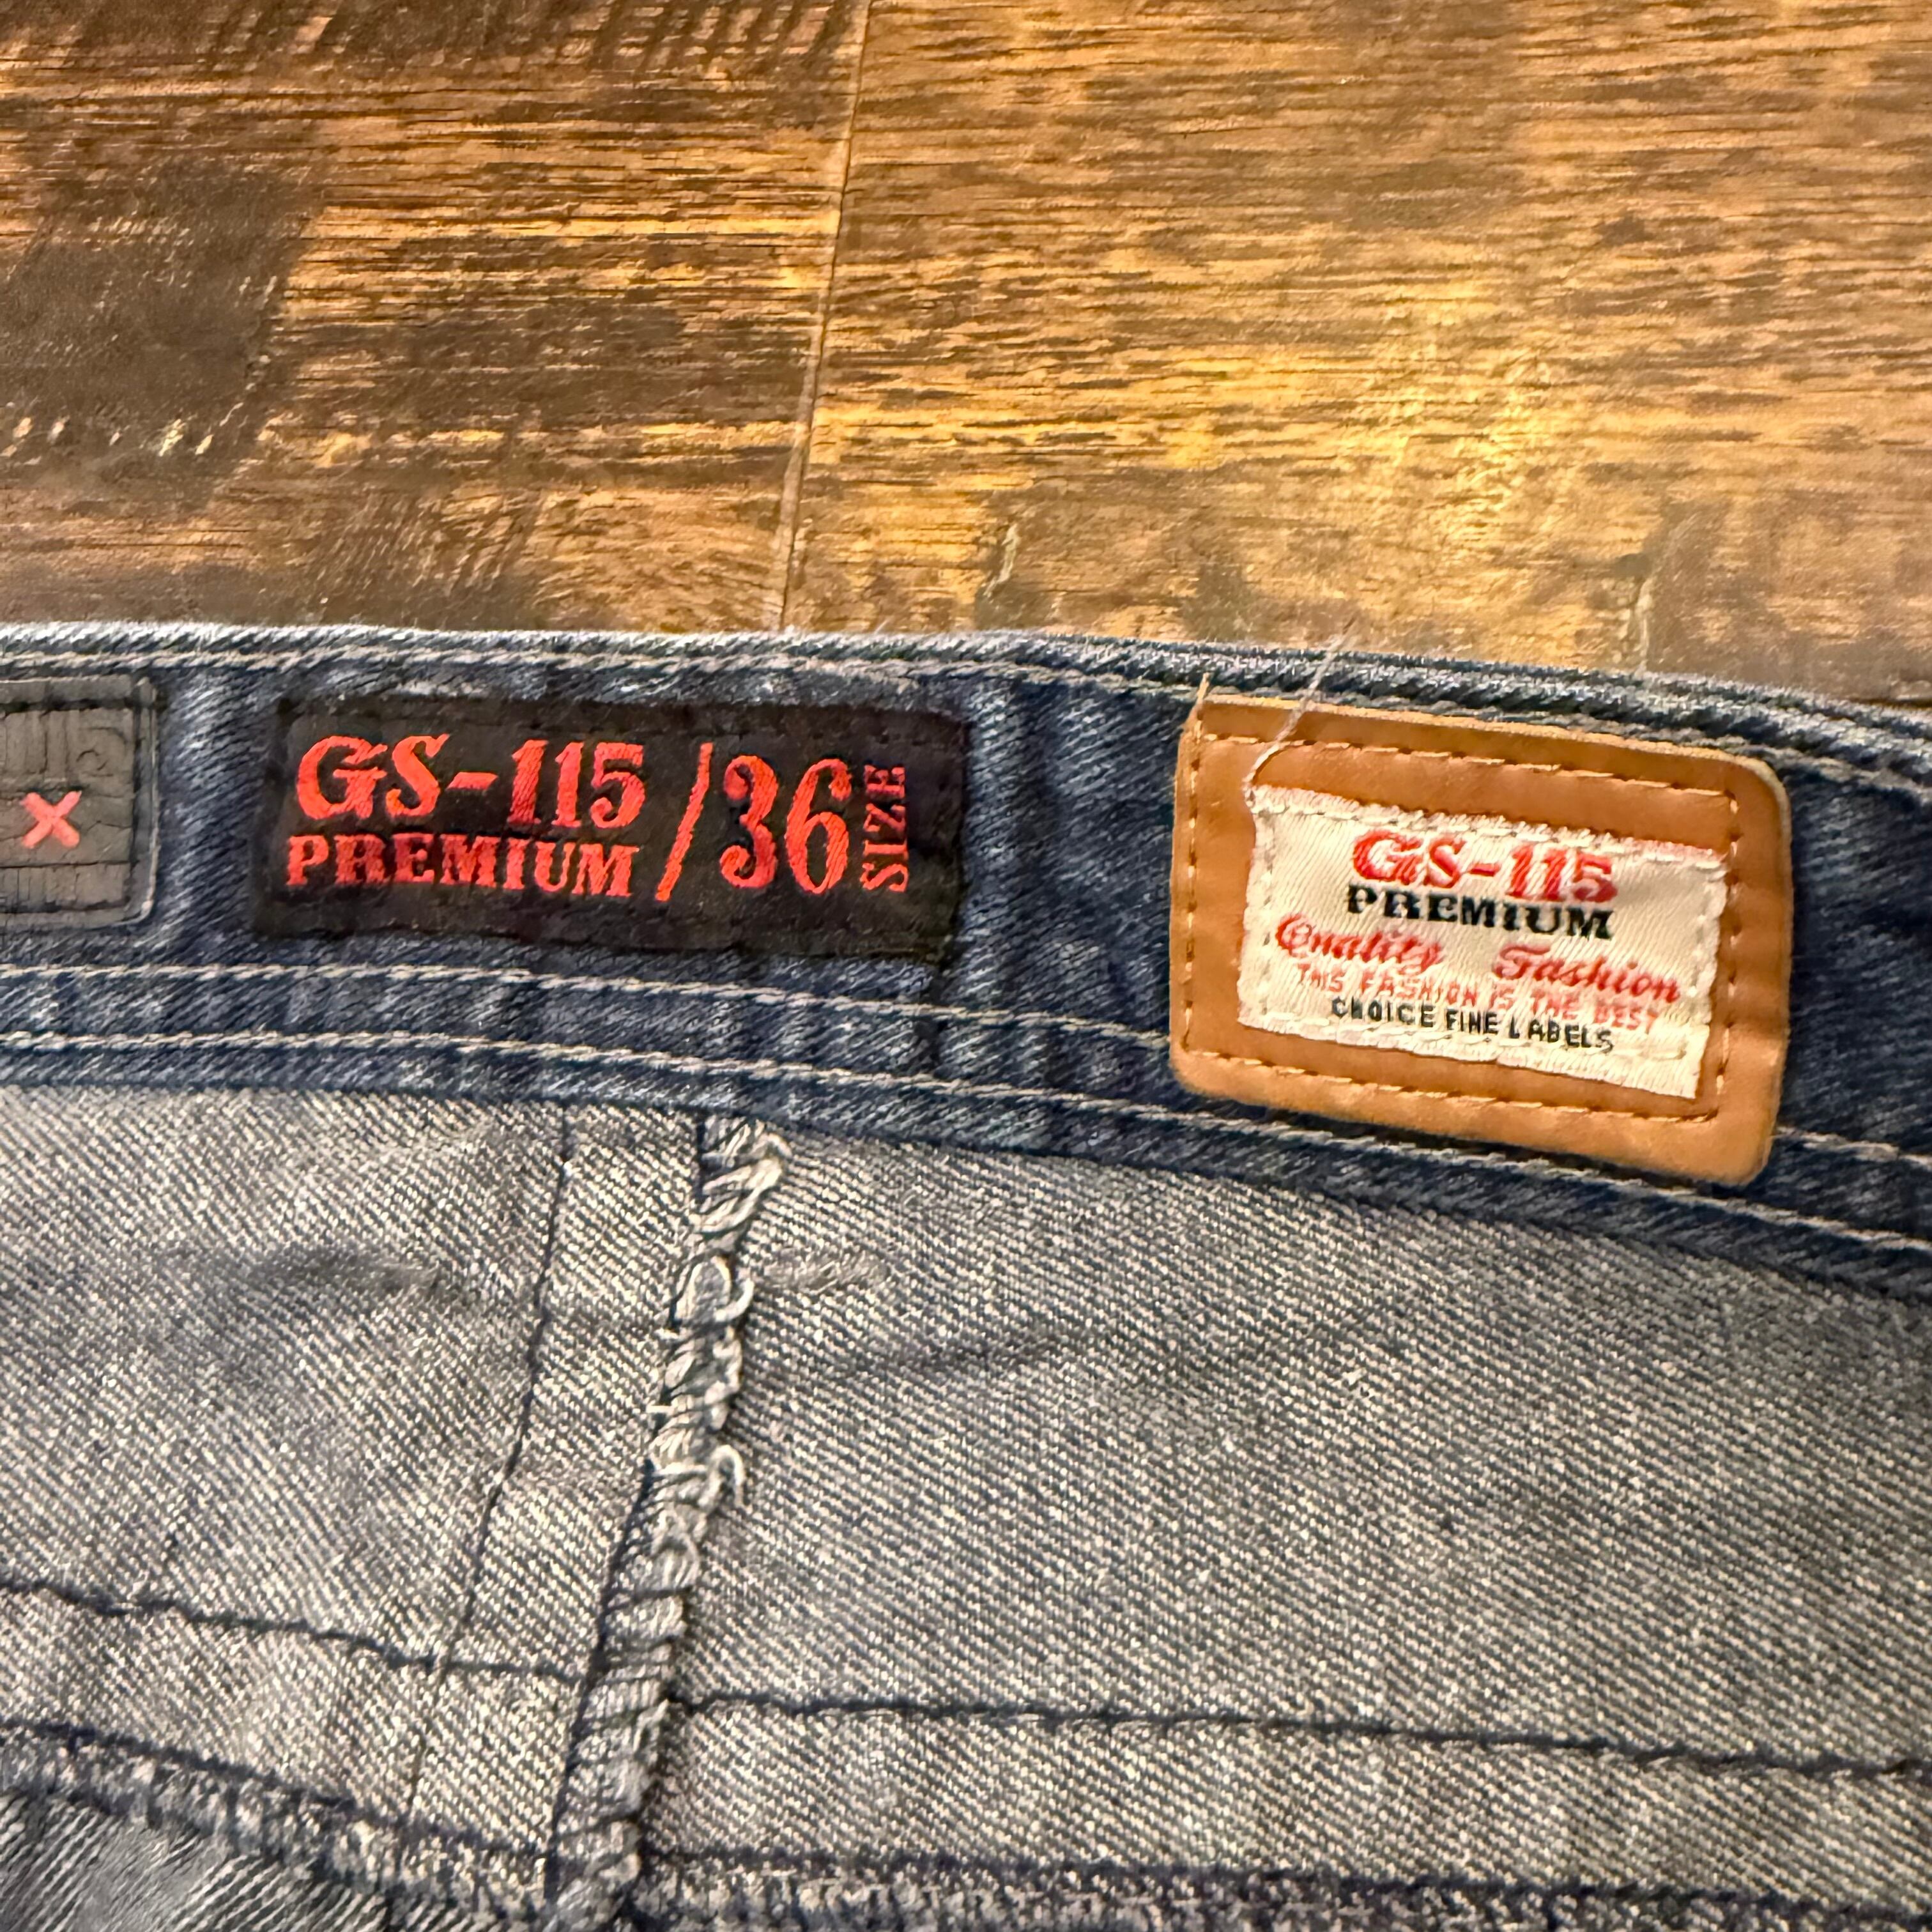 GS-115 / 36 SIZE
PREMIUM
GS-115
PREMIUM
Quality Fashion
THIS FASHION IS THE BEST
CHOICE FINE LABELS
X